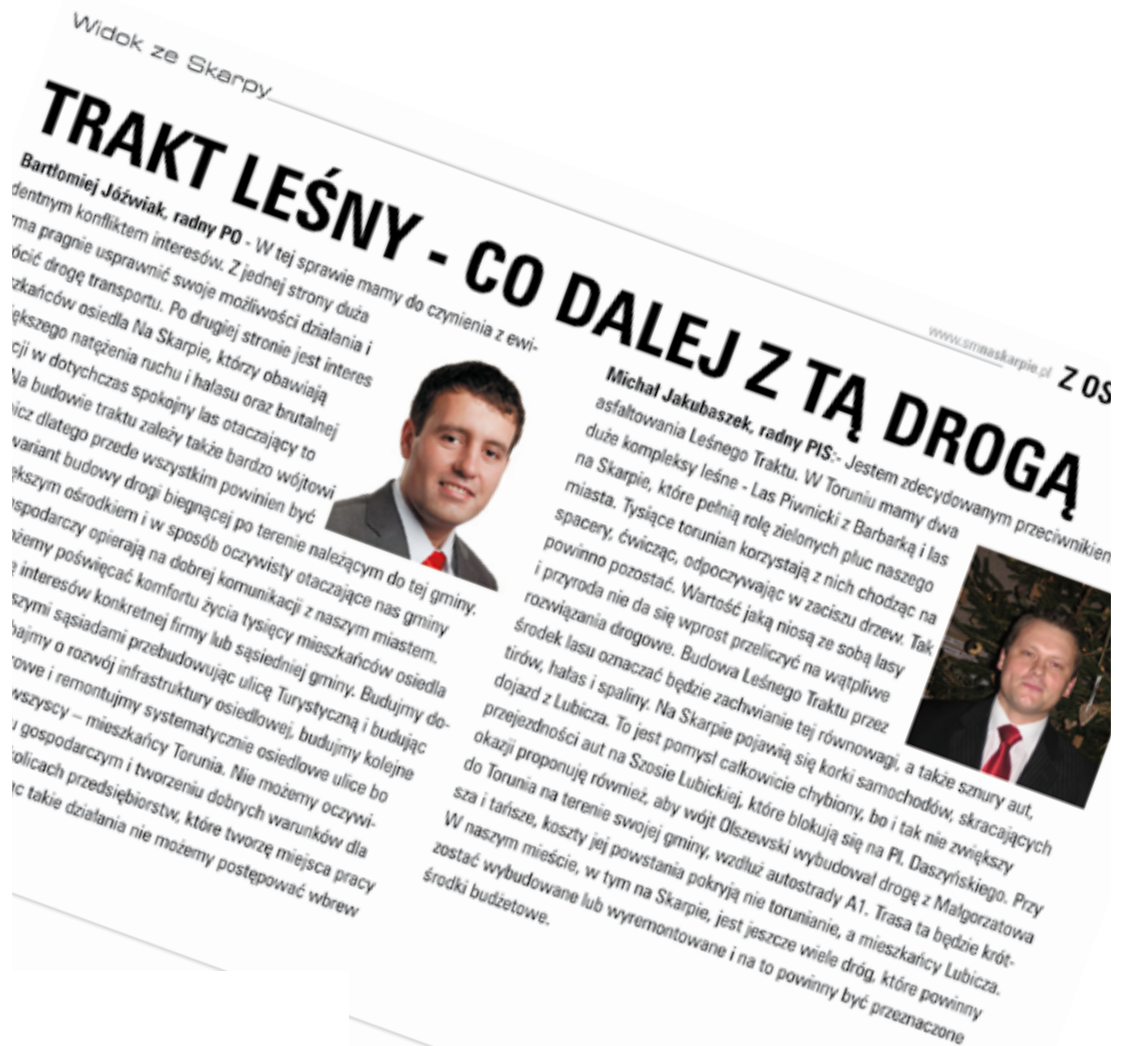 Widok ze Skarpy
TRAKT LEŚNY - CO DALEJ Z TĄ DROGĄ
www.smnaskarpie.pl
Z OS
Bartłomiej Jóźwiak, radny PO - W tej sprawie mamy do czynienia z ewi-
dentnym konfliktem interesów. Z jednej strony duża
rma pragnie usprawnić swoje możliwości działania i
ócić drogę transportu. Po drugiej stronie jest interes
zkańców osiedla Na Skarpie, którzy obawiają
iększego natężenia ruchu i hałasu oraz brutalnej
cji w dotychczas spokojny las otaczający to
Na budowie traktu zależy także bardzo wójtowi
icz dlatego przede wszystkim powinien być
wariant budowy drogi biegnącej po terenie należącym do tej gminy.
ększym ośrodkiem i w sposób oczywisty otaczające nas gminy
spodarczy opierają na dobrej komunikacji z naszym miastem.
żemy poświęcać komfortu życia tysięcy mieszkańców osiedla
ę interesów konkretnej firmy lub sąsiedniej gminy. Budujmy do-
szymi sąsiadami przebudowując ulicę Turystyczną i budując
bajmy o rozwój infrastruktury osiedlowej, budujmy kolejne
owe i remontujmy systematycznie osiedlowe ulice bo
wszyscy – mieszkańcy Torunia. Nie możemy oczywi-
u gospodarczym i tworzeniu dobrych warunków dla
kolicach przedsiębiorstw, które tworzę miejsca pracy
c takie działania nie możemy postępować wbrew
Michał Jakubaszek, radny PIS:- Jestem zdecydowanym przeciwnikiem
asfaltowania Leśnego Traktu. W Toruniu mamy dwa
duże kompleksy leśne - Las Piwnicki z Barbarką i las
na Skarpie, które pełnią rolę zielonych płuc naszego
miasta. Tysiące torunian korzystają z nich chodząc na
spacery, ćwicząc, odpoczywając w zaciszu drzew. Tak
powinno pozostać. Wartość jaką niosą ze sobą lasy
i przyroda nie da się wprost przeliczyć na wątpliwe
rozwiązania drogowe. Budowa Leśnego Traktu przez
środek lasu oznaczać będzie zachwianie tej równowagi, a także sznury aut,
tirów, hałas i spaliny. Na Skarpie pojawią się korki samochodów, skracających
dojazd z Lubicza. To jest pomysł całkowicie chybiony, bo i tak nie zwiększy
przejezdności aut na Szosie Lubickiej, które blokują się na Pl. Daszyńskiego. Przy
okazji proponuję również, aby wójt Olszewski wybudował drogę z Małgorzatowa
do Torunia na terenie swojej gminy, wzdłuż autostrady A1. Trasa ta będzie krót-
sza i tańsze, koszty jej powstania pokryją nie torunianie, a mieszkańcy Lubicza.
W naszym mieście, w tym na Skarpie, jest jeszcze wiele dróg, które powinny
zostać wybudowane lub wyremontowane i na to powinny być przeznaczone
środki budżetowe.